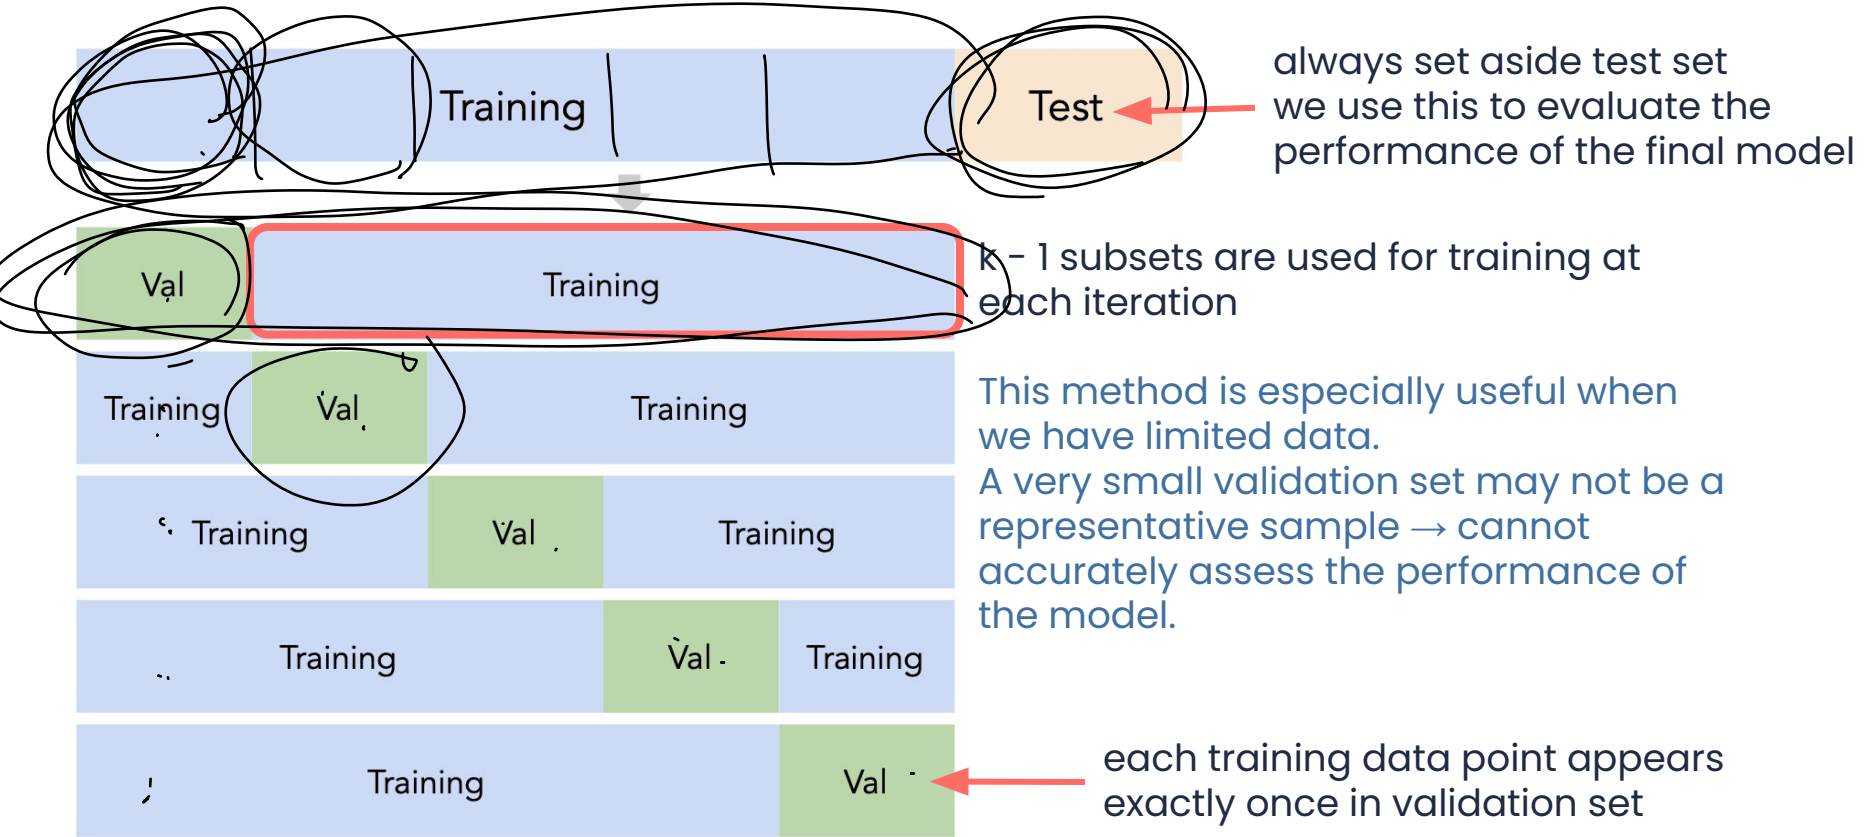 Training
Test
always set aside test set
we use this to evaluate the
performance of the final model
Val
Training
k - 1 subsets are used for training at
each iteration
Training
Val
Training
This method is especially useful when
we have limited data.
A very small validation set may not be a
representative sample → cannot
accurately assess the performance of
the model.
Training
Val
Training
Training
Val
Training
Training
Val
each training data point appears
exactly once in validation set